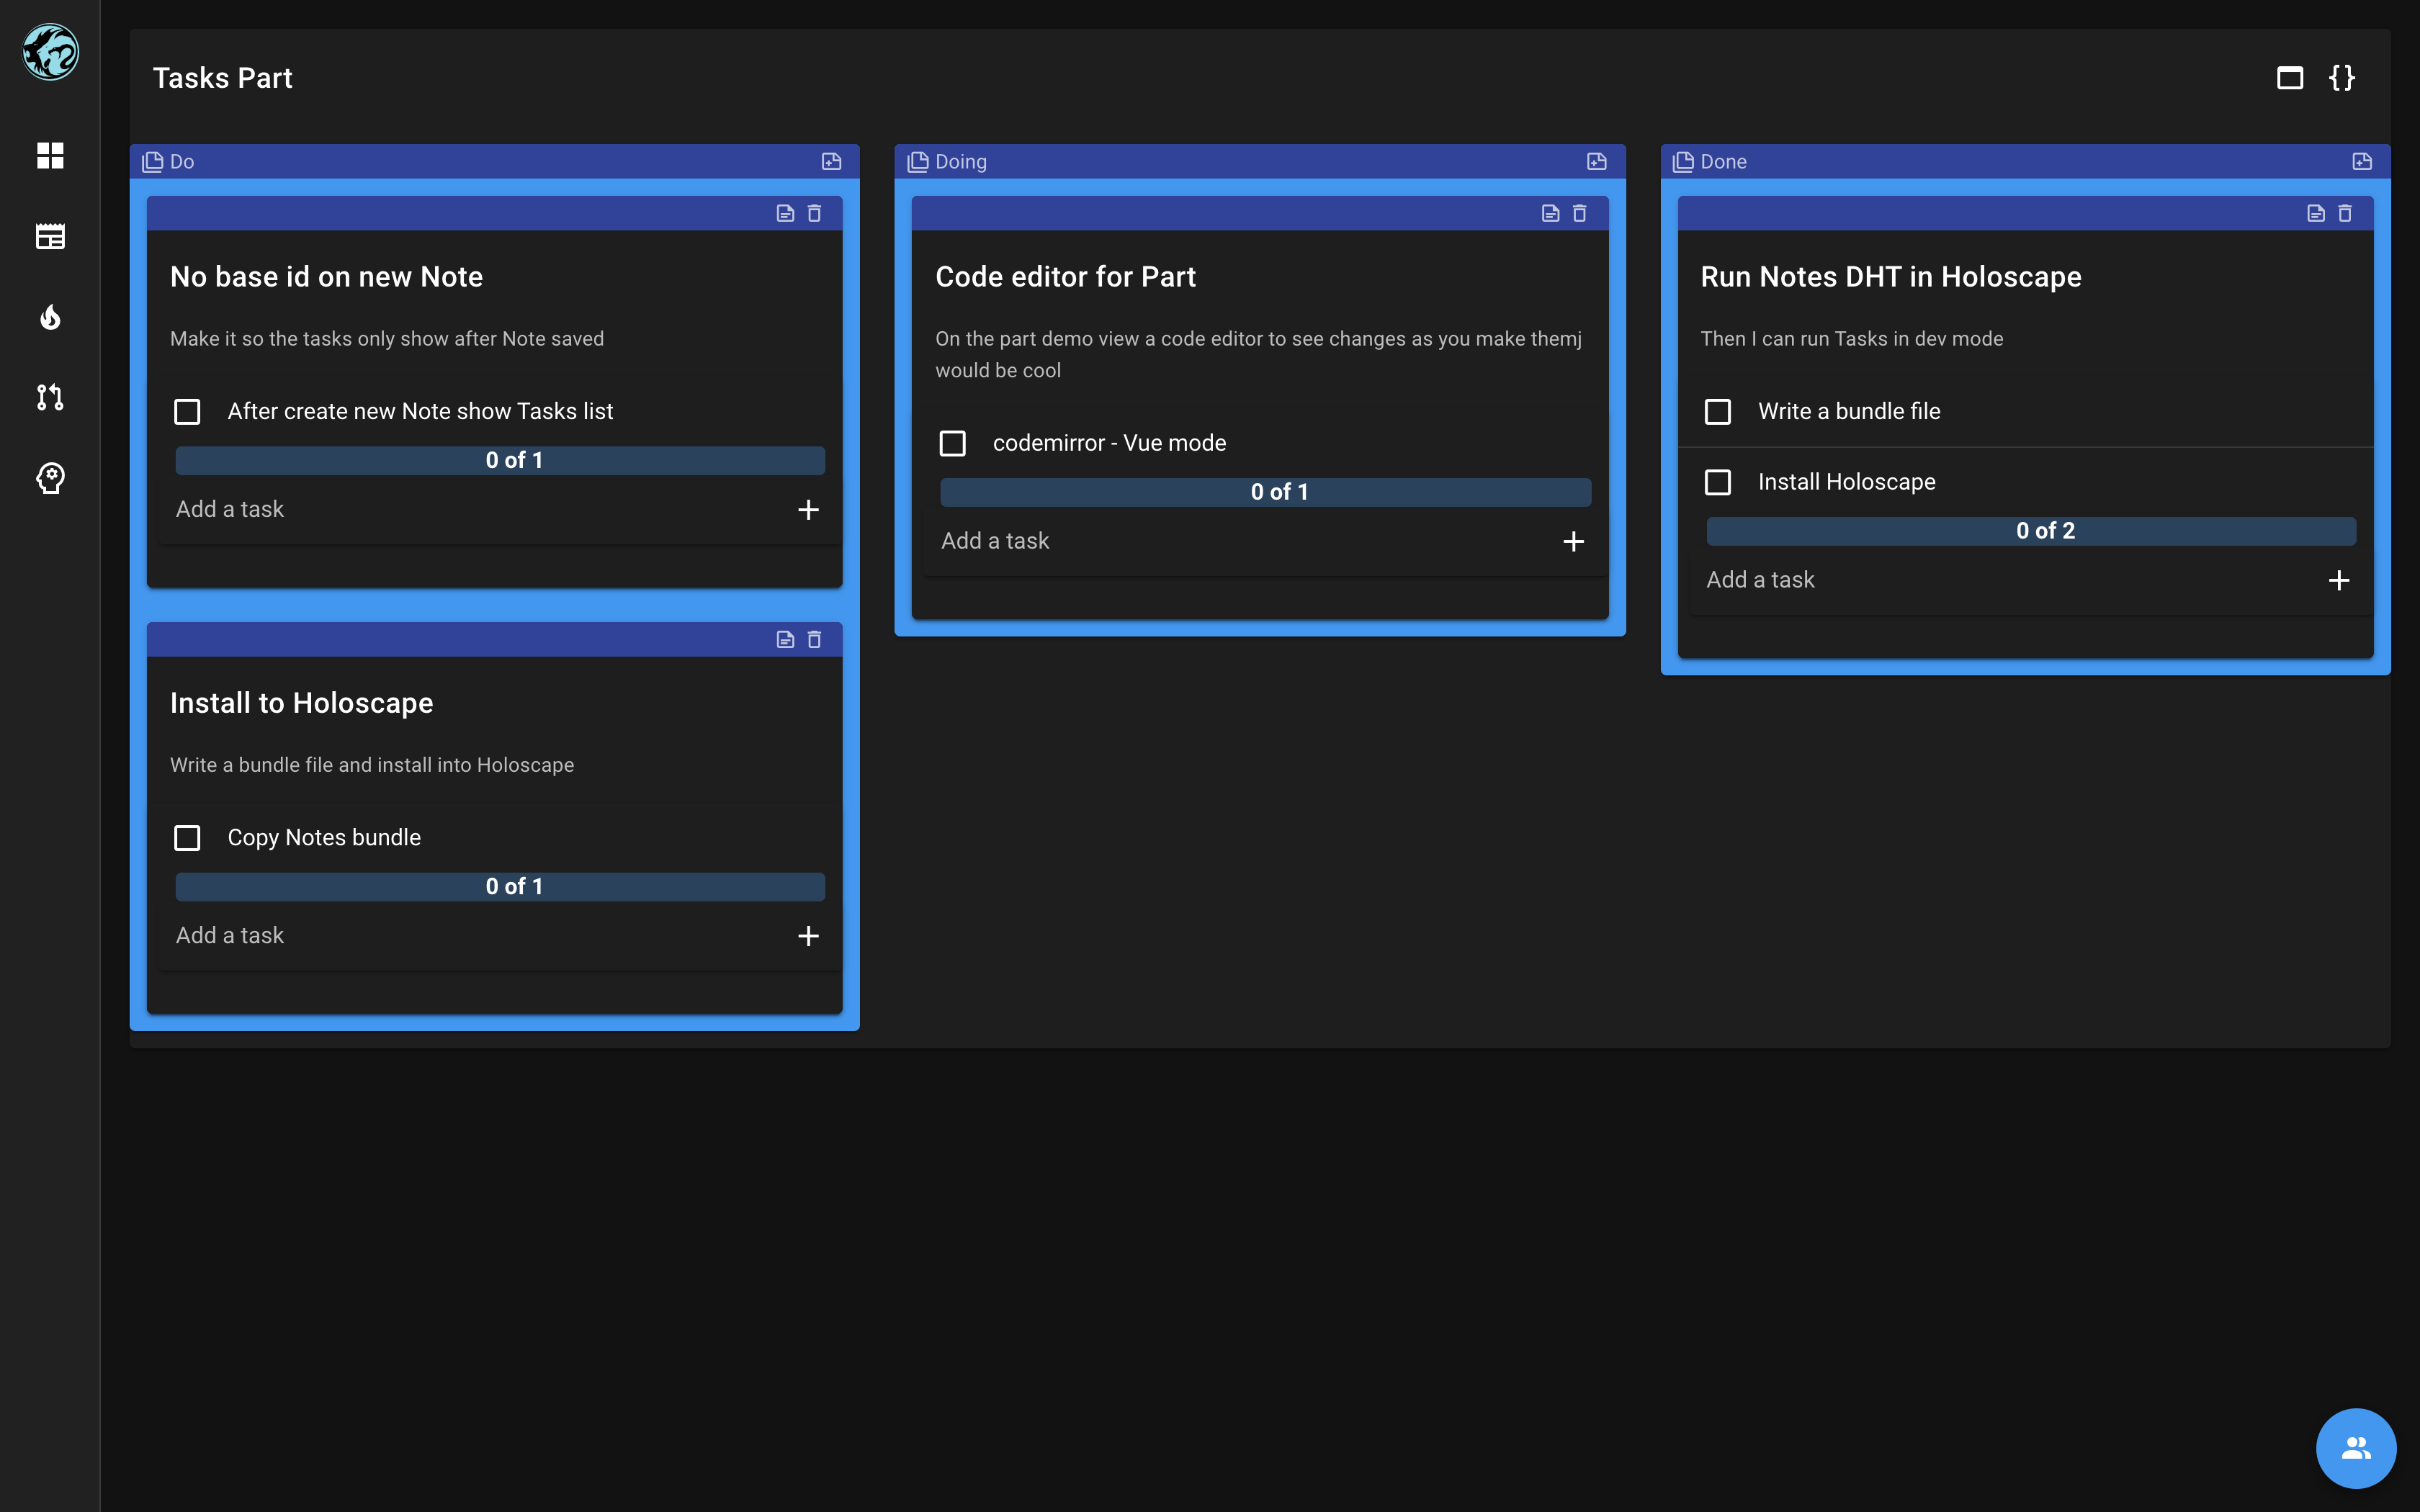 Tasks Part
{}
Do
No base id on new Note
Make it so the tasks only show after Note saved
After create new Note show Tasks list
0 of 1
Add a task
Install to Holoscape
Write a bundle file and install into Holoscape
Copy Notes bundle
0 of 1
Add a task
Doing
Code editor for Part
On the part demo view a code editor to see changes as you make themj
would be cool
codemirror - Vue mode
0 of 1
Add a task
Done
Run Notes DHT in Holoscape
Then I can run Tasks in dev mode
Write a bundle file
Install Holoscape
0 of 2
Add a task